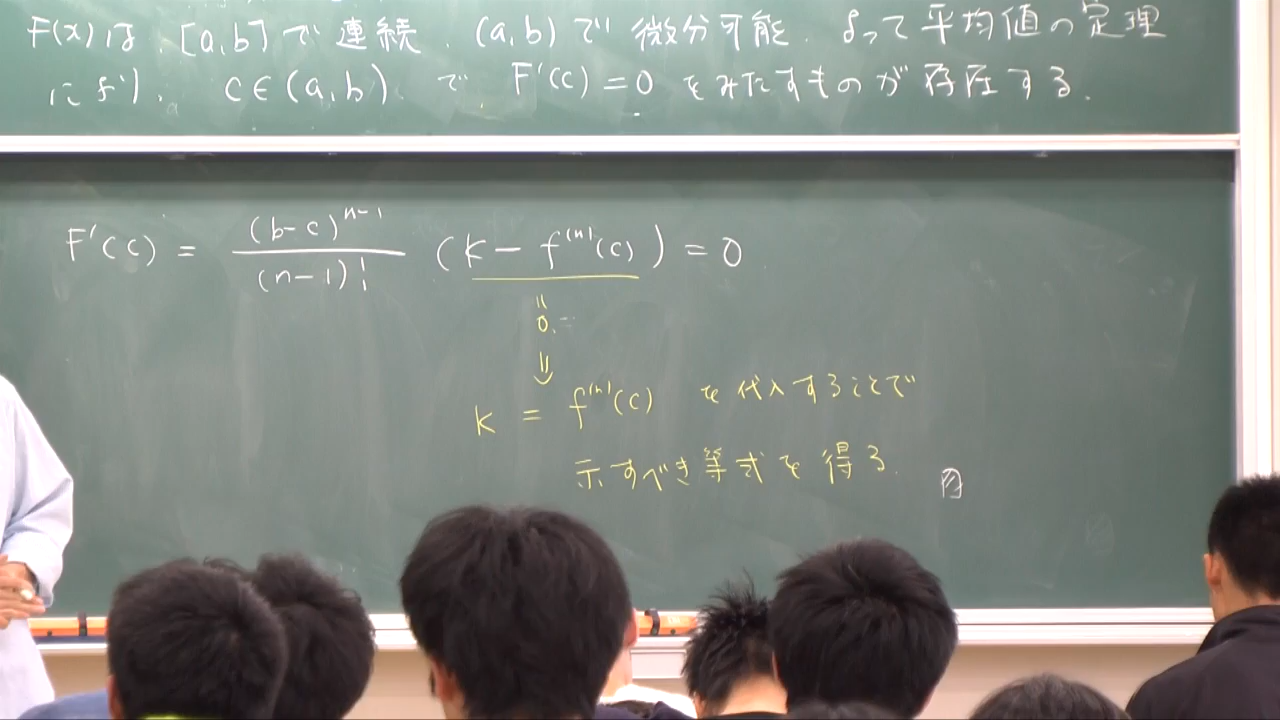 F(x)は、[a,b]で連続、(a,b)で微分可能。よって平均値の定理
により、c∈(a,b)で F'(c)=0 をみたすものが存在する。
F'(c) = (b-c)^{n-1}/(n-1)! (K - f^{(n)}(c)) = 0
"
0
⇓
K = f^{(n)}(c) を代入することで
示すべき等式を得る。